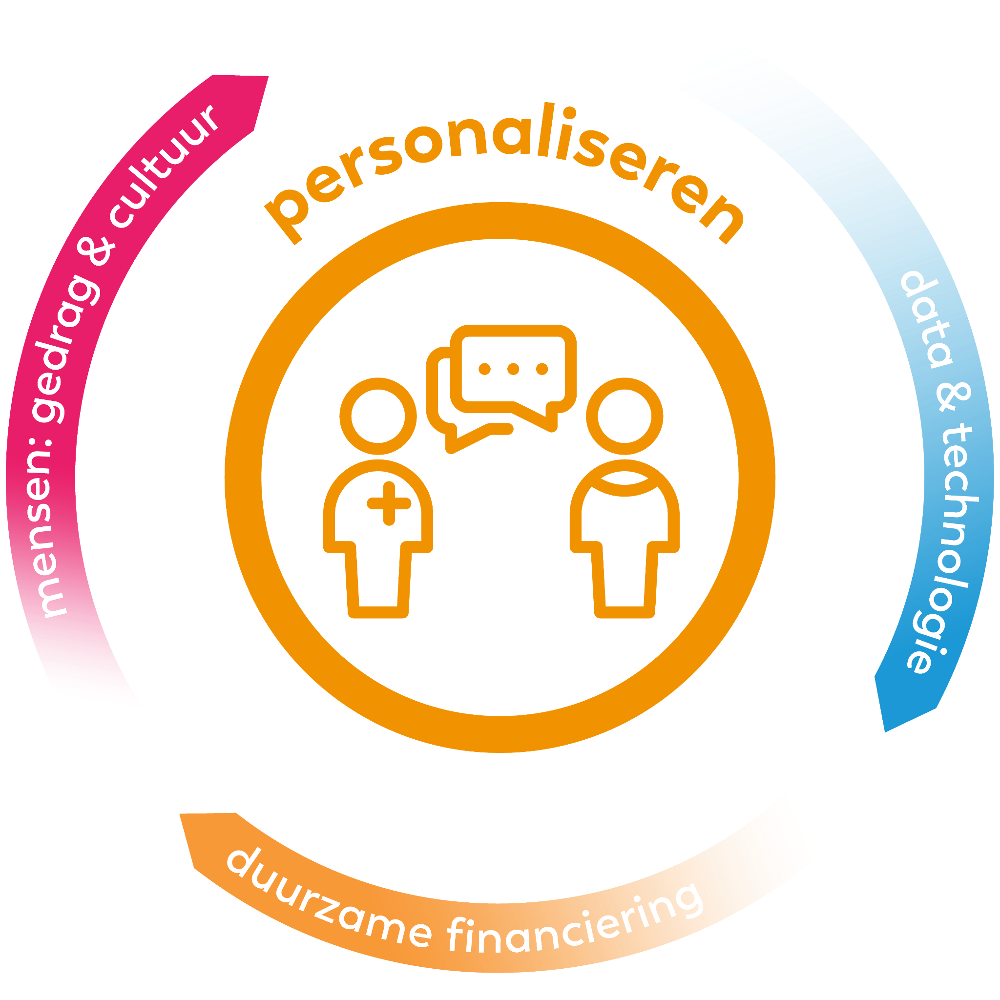 personaliseren
mensen: gedrag & cultuur
data & technologie
duurzame financiering